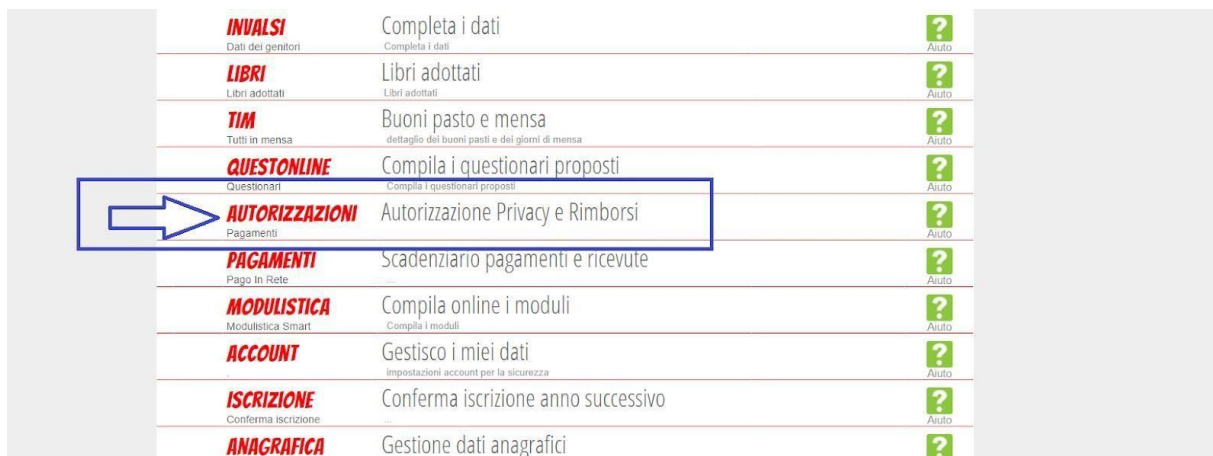 INVALSI Completa i dati
Dati dei genitori Completa i dati Aiuto
LIBRI Libri adottati
Libri adottati Libri adottati Aiuto
TIM Buoni pasto e mensa
Tutti in mensa dettaglio dei buoni pasti e dei giorni di mensa Aiuto
QUESTONLINE Compila i questionari proposti
Questionari Compila i questionari proposti Aiuto
AUTORIZZAZIONI Autorizzazione Privacy e Rimborsi
Pagamenti Aiuto
PAGAMENTI Scadenziario pagamenti e ricevute
Pago In Rete ... Aiuto
MODULISTICA Compila online i moduli
Modulistica Smart Compila i moduli Aiuto
ACCOUNT Gestisco i miei dati
. impostazioni account per la sicurezza Aiuto
ISCRIZIONE Conferma iscrizione anno successivo
Conferma iscrizione ... Aiuto
ANAGRAFICA Gestione dati anagrafici